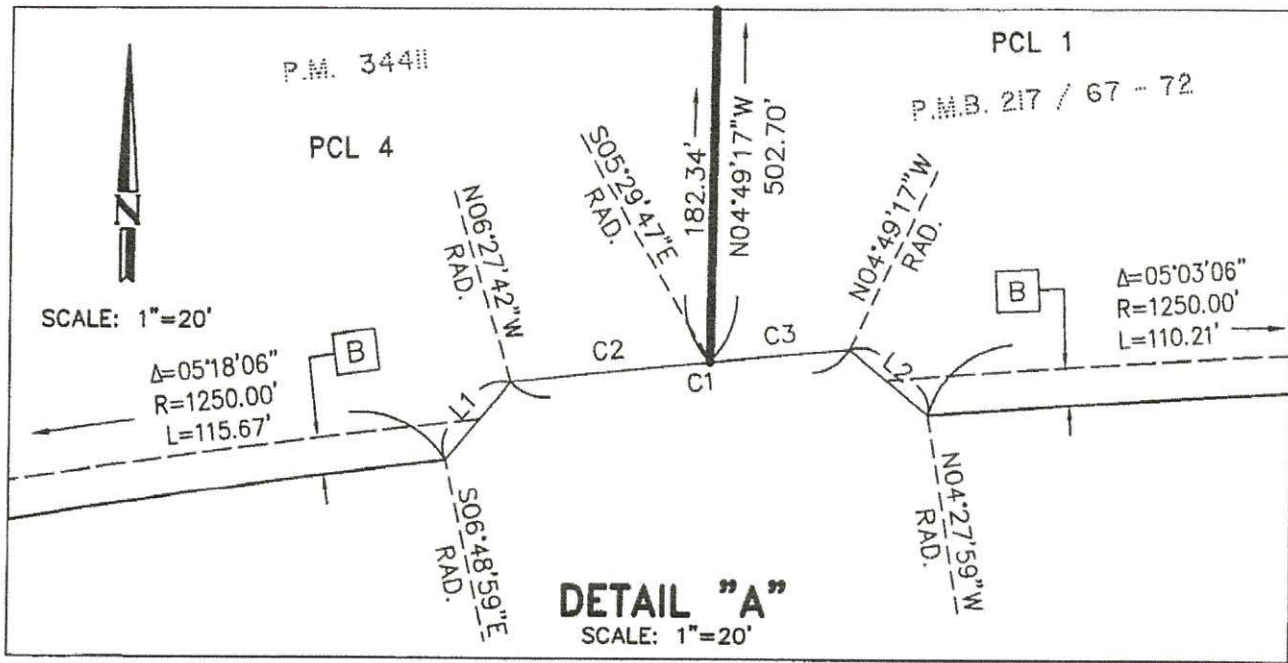 P.M. 34411
PCL 4
PCL 1
P.M.B. 217 / 67 - 72
N
SCALE: 1"=20'
182.34'
N04°49'17"W
502.70'
S05°29'47"E
RAD.
N06°27'42"W
RAD.
N04°49'17"W
RAD.
Δ=05°18'06"
R=1250.00'
L=115.67'
B
L1
C2
C1
C3
L2
B
Δ=05°03'06"
R=1250.00'
L=110.21'
S06°48'59"E
RAD.
N04°27'59"W
RAD.
DETAIL "A"
SCALE: 1"=20'